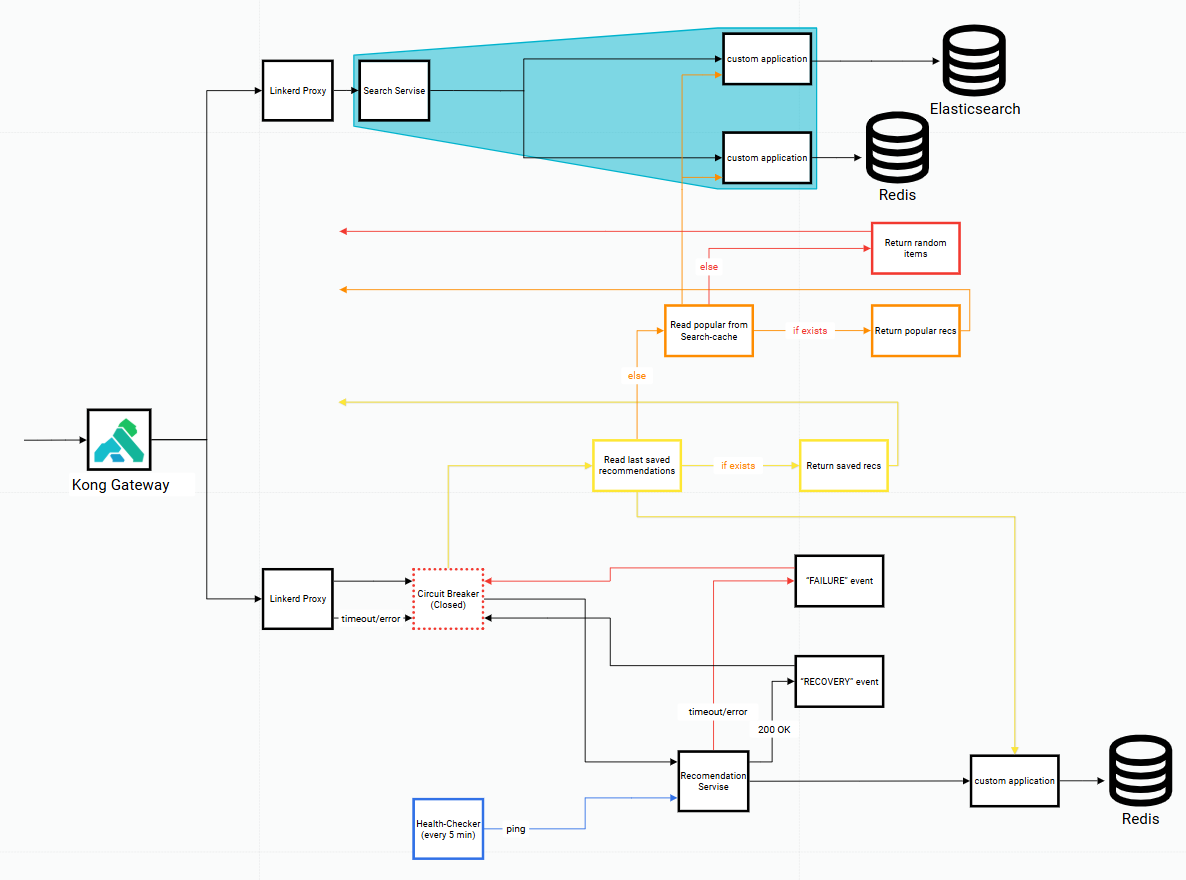 custom application
Linkerd Proxy
Search Servise
Elasticsearch
custom application
Redis
Return random
items
else
Read popular from
Search-cache
if exists
Return popular recs
else
Read last saved
recommendations
if exists
Return saved recs
Kong Gateway
"FAILURE" event
Linkerd Proxy
Circuit Breaker
(Closed)
timeout/error
"RECOVERY" event
timeout/error
200 OK
Recomendation
Servise
custom application
Redis
Health-Checker
(every 5 min)
ping